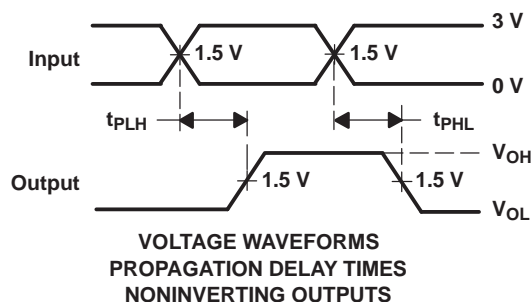 3 V
Input
1.5 V
1.5 V
0 V
tPLH
tPHL
VOH
Output
1.5 V
1.5 V
VOL
VOLTAGE WAVEFORMS
PROPAGATION DELAY TIMES
NONINVERTING OUTPUTS